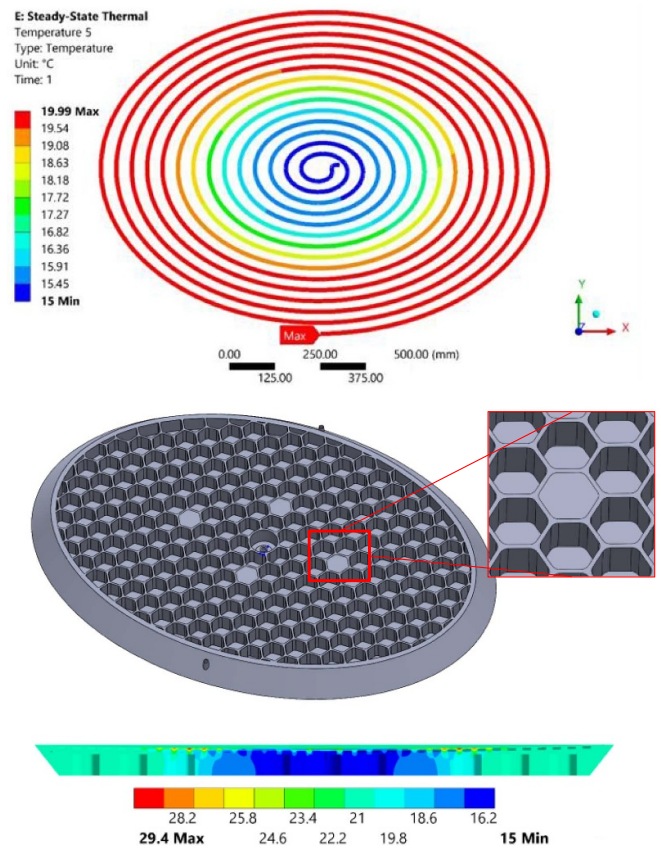 E: Steady-State Thermal
Temperature 5
Type: Temperature
Unit: °C
Time: 1
19.99 Max
19.54
19.08
18.63
18.18
17.72
17.27
16.82
16.36
15.91
15.45
15 Min
Max
Y
Z
X
0.00 250.00 500.00 (mm)
125.00 375.00
28.2 25.8 23.4 21 18.6 16.2
29.4 Max 24.6 22.2 19.8 15 Min